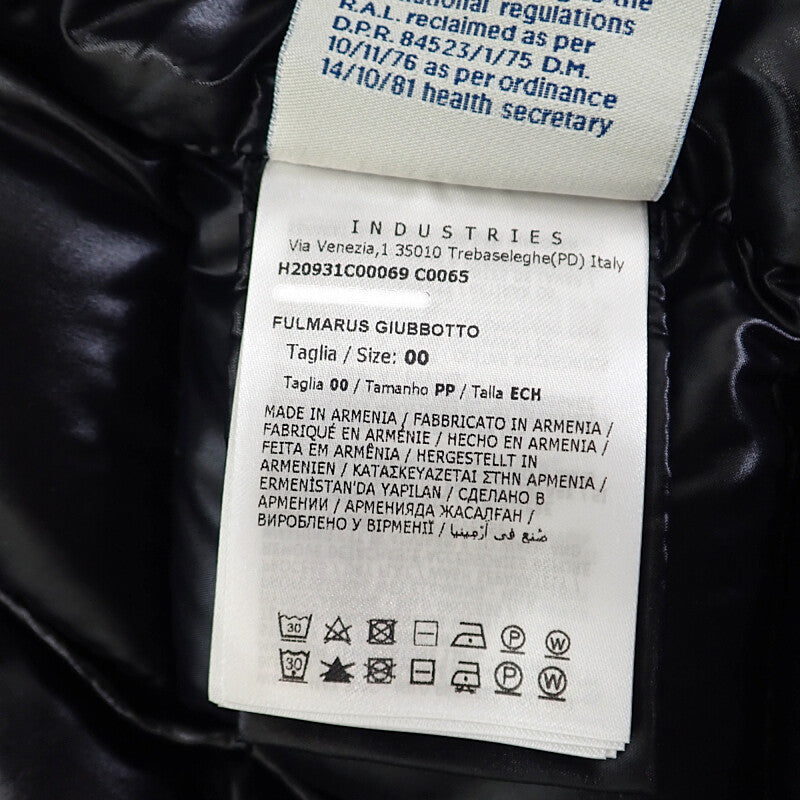 the
national regulations
R.A.L. reclaimed as per
D.P.R. 84523/1/75 D.M.
10/11/76 as per ordinance
14/10/81 health secretary
INDUSTRIES
Via Venezia,1 35010 Trebaseleghe(PD) Italy
H20931C00069 C0065
FULMARUS GIUBBOTTO
Taglia / Size: 00
Taglia 00 / Tamanho PP / Talla ECH
MADE IN ARMENIA / FABBRICATO IN ARMENIA /
FABRIQUÉ EN ARMÉNIE / HECHO EN ARMENIA /
FEITA EM ARMÊNIA / HERGESTELLT IN
ARMENIEN / ΚΑΤΑΣΚΕΥΑΖΕΤΑΙ ΣΤΗΝ ΑΡΜΕΝΙΑ /
ERMENİSTAN'DA YAPILAN / СДЕЛАНО В
АРМЕНИИ / АРМЕНИЯДА ЖАСАЛҒАН /
ВИРОБЛЕНО У ВІРМЕНІЇ / صنع في أرمينيا
30 P W
30 P W